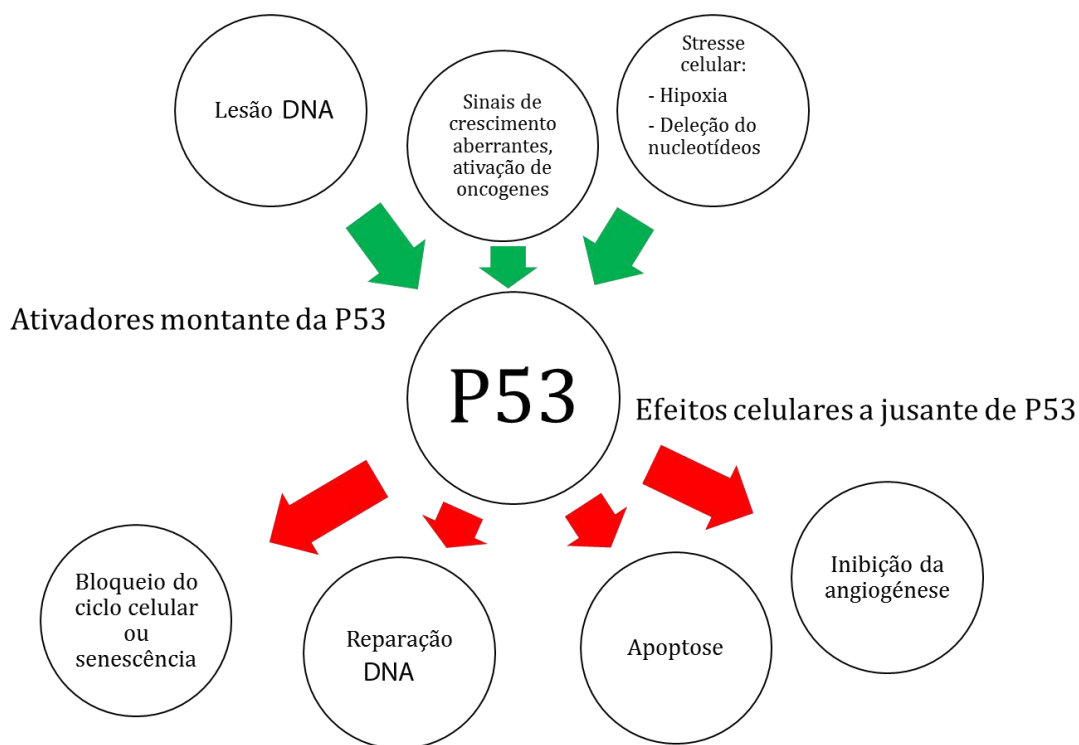 Lesão DNA
Sinais de
crescimento
aberrantes,
ativação de
oncogenes
Stresse
celular:
- Hipoxia
- Deleção do
nucleotídeos
Ativadores montante da P53
P53
Efeitos celulares a jusante de P53
Bloqueio do
ciclo celular
ou
senescência
Reparação
DNA
Apoptose
Inibição da
angiogénese